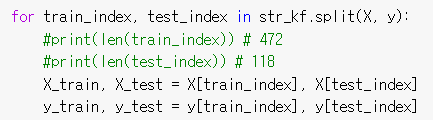 for train_index, test_index in str_kf.split(X, y):
    #print(len(train_index)) # 472
    #print(len(test_index)) # 118
    X_train, X_test = X[train_index], X[test_index]
    y_train, y_test = y[train_index], y[test_index]